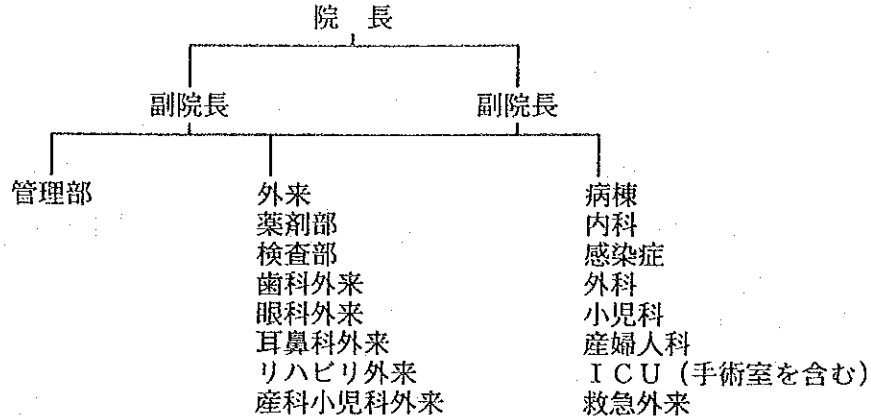 院　長
副院長
副院長
管理部
外来
薬剤部
検査部
歯科外来
眼科外来
耳鼻科外来
リハビリ外来
産科小児科外来
病棟
内科
感染症
外科
小児科
産婦人科
ＩＣＵ（手術室を含む）
救急外来